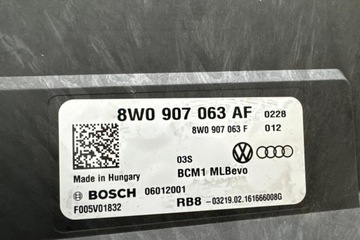 8W0 907 063 AF 0228
8W0 907 063 F 012
03S
Made in Hungary BCM1 MLBevo
BOSCH 06012001
F005V01832 RB8-03219.02.161666008G